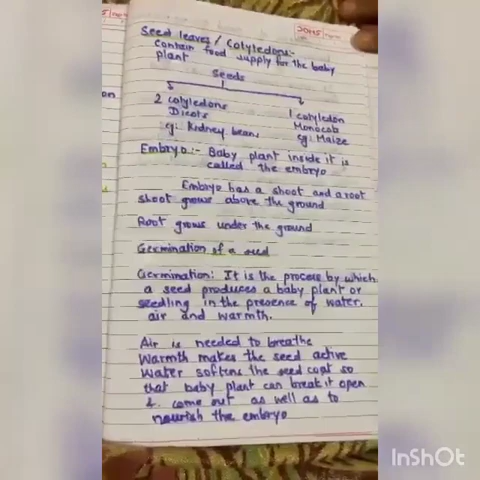 Seed leaves / Cotyledons:-
Contain food supply for the baby
plant
Seeds
2 cotyledons
Dicots
eg: Kidney beans
1 cotyledon
Monocob
eg: Maize
Embryo:- Baby plant inside it is
called the embryo
Embryo has a shoot and a root
shoot grows above the ground
Root grows under the ground
Germination of a seed
Germination: It is the process by which
a seed produces a baby plant or
seedling in the presence of water,
air and warmth.
Air is needed to breathe
Warmth makes the seed active
Water softens the seed coat so
that baby plant can break it open
& come out as well as to
nourish the embryo
InShOt